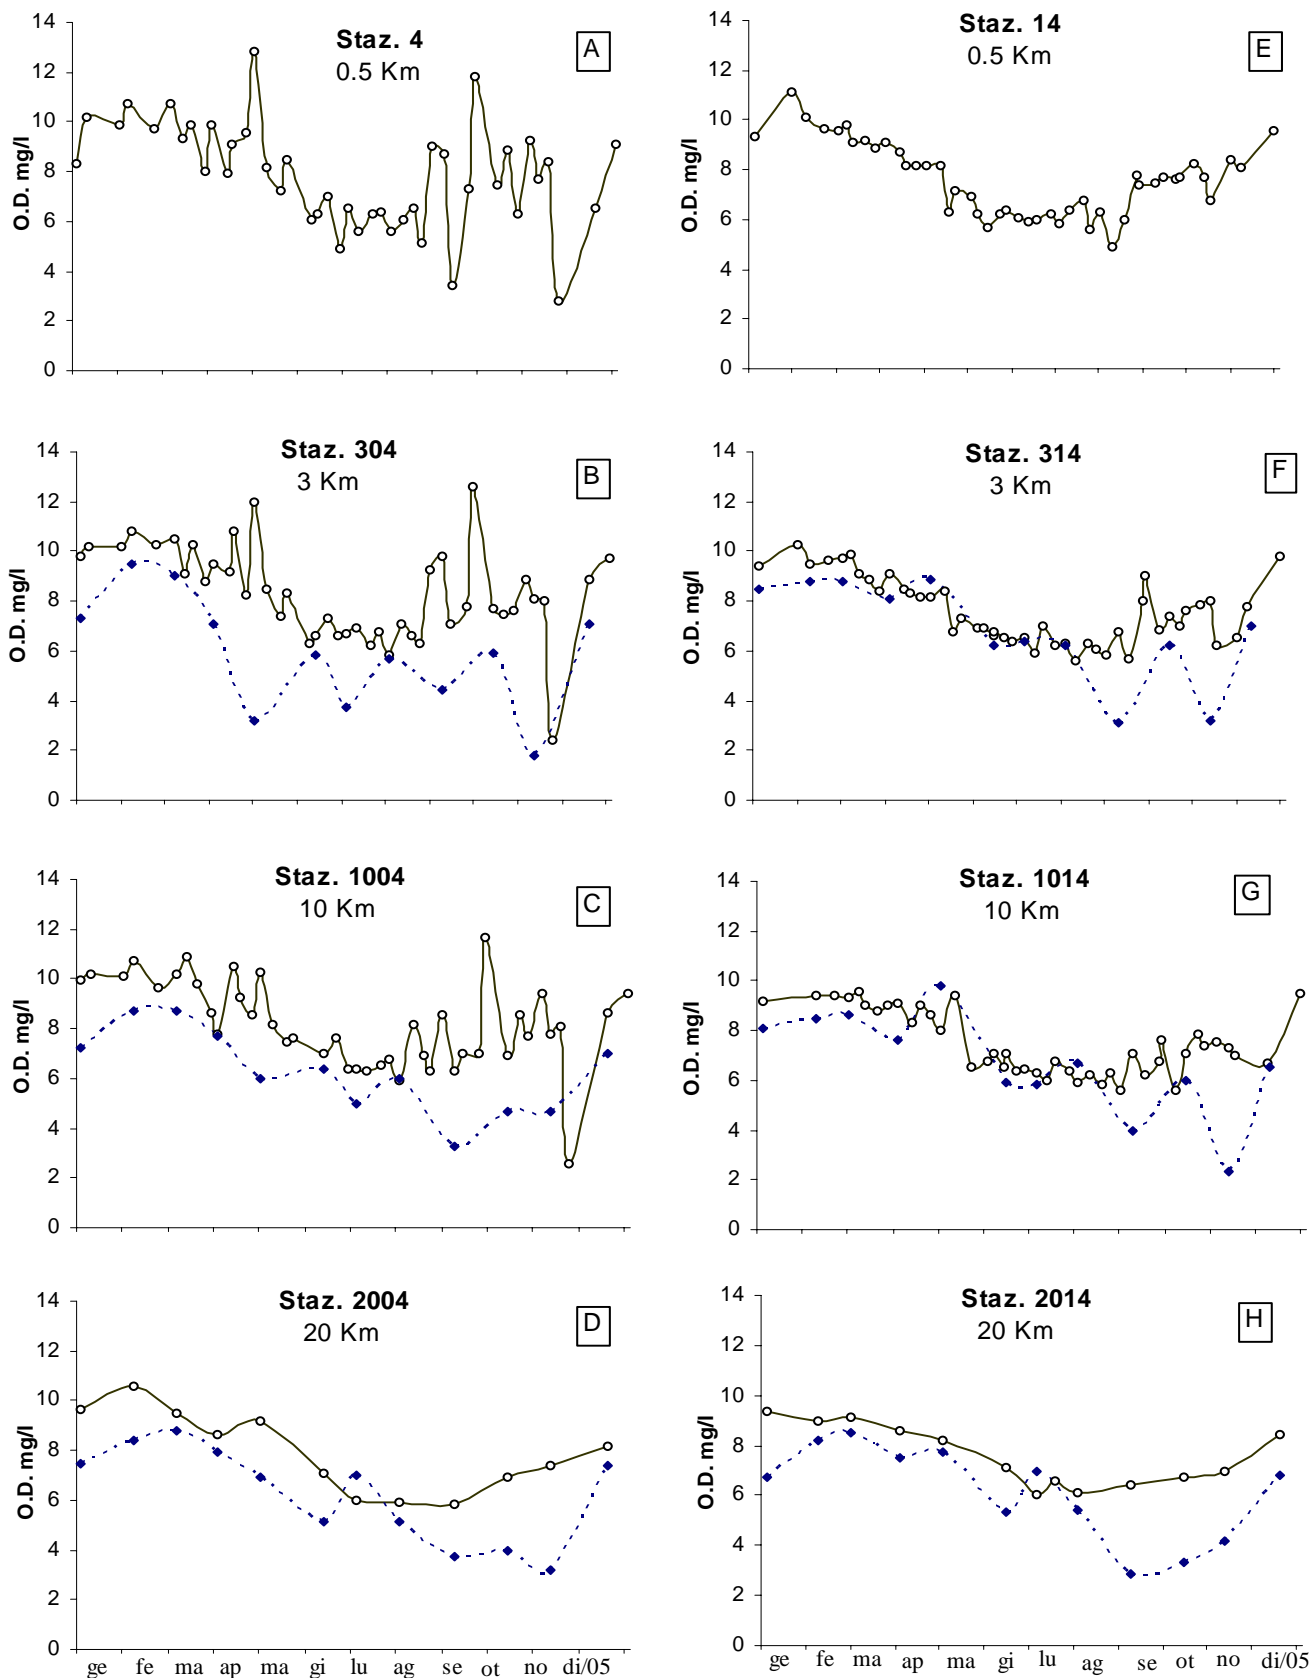 Staz. 4
0.5 Km
A
O.D. mg/l
14
12
10
8
6
4
2
0
Staz. 14
0.5 Km
E
O.D. mg/l
14
12
10
8
6
4
2
0
Staz. 304
3 Km
B
O.D. mg/l
14
12
10
8
6
4
2
0
Staz. 314
3 Km
F
O.D. mg/l
14
12
10
8
6
4
2
0
Staz. 1004
10 Km
C
O.D. mg/l
14
12
10
8
6
4
2
0
Staz. 1014
10 Km
G
O.D. mg/l
14
12
10
8
6
4
2
0
Staz. 2004
20 Km
D
O.D. mg/l
14
12
10
8
6
4
2
0
ge fe ma ap ma gi lu ag se ot no di/05
Staz. 2014
20 Km
H
O.D. mg/l
14
12
10
8
6
4
2
0
ge fe ma ap ma gi lu ag se ot no di/05